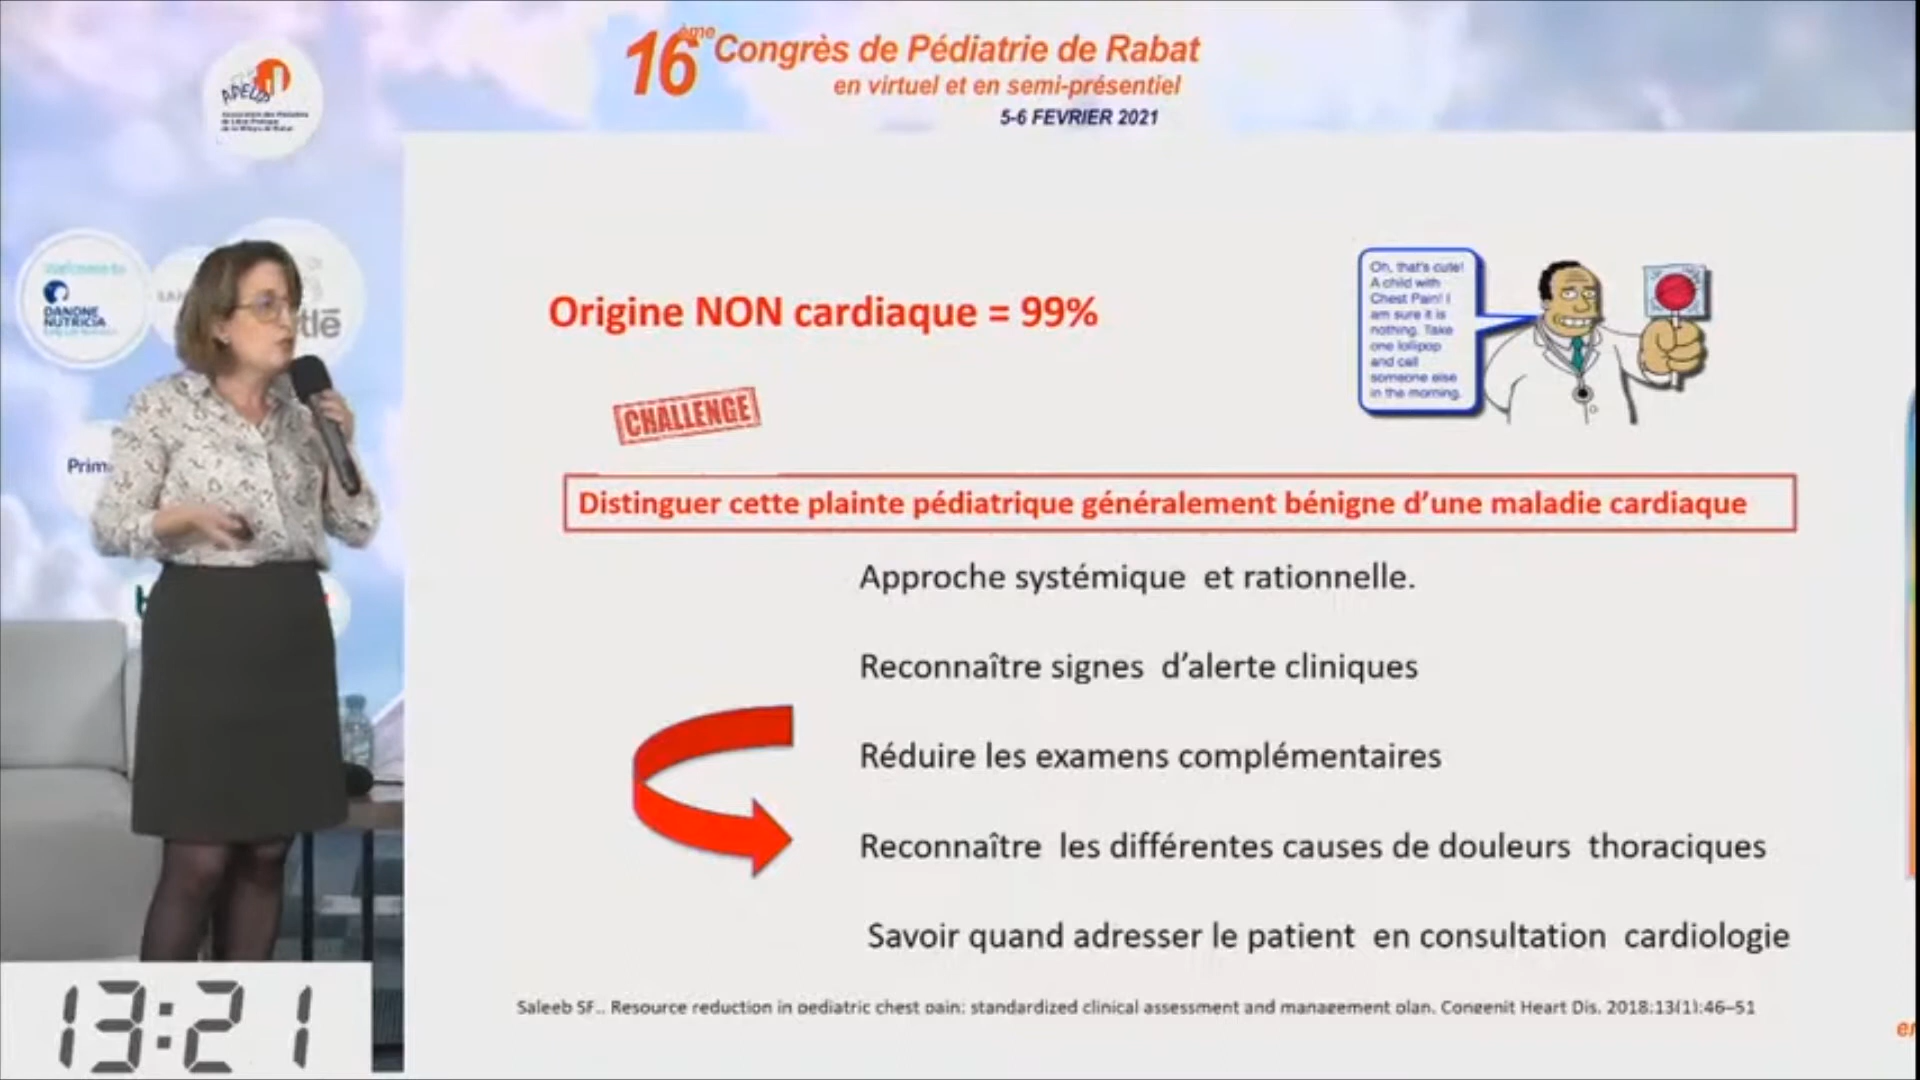 16ème Congrès de Pédiatrie de Rabat
en virtuel et en semi-présentiel
5-6 FEVRIER 2021
Welcome to
DANONE
NUTRICIA
tlé
Prim
Origine NON cardiaque = 99%
Oh, that's cute!
A child with
Chest Pain! I
am sure it is
nothing. Take
one lollipop
and call
someone else
in the morning.
CHALLENGE
Distinguer cette plainte pédiatrique généralement bénigne d'une maladie cardiaque
Approche systémique et rationnelle.
Reconnaître signes d'alerte cliniques
Réduire les examens complémentaires
Reconnaître les différentes causes de douleurs thoraciques
Savoir quand adresser le patient en consultation cardiologie
Saleeb SF.. Resource reduction in pediatric chest pain: standardized clinical assessment and management plan. Congenit Heart Dis. 2018;13(1):46–51
13:21